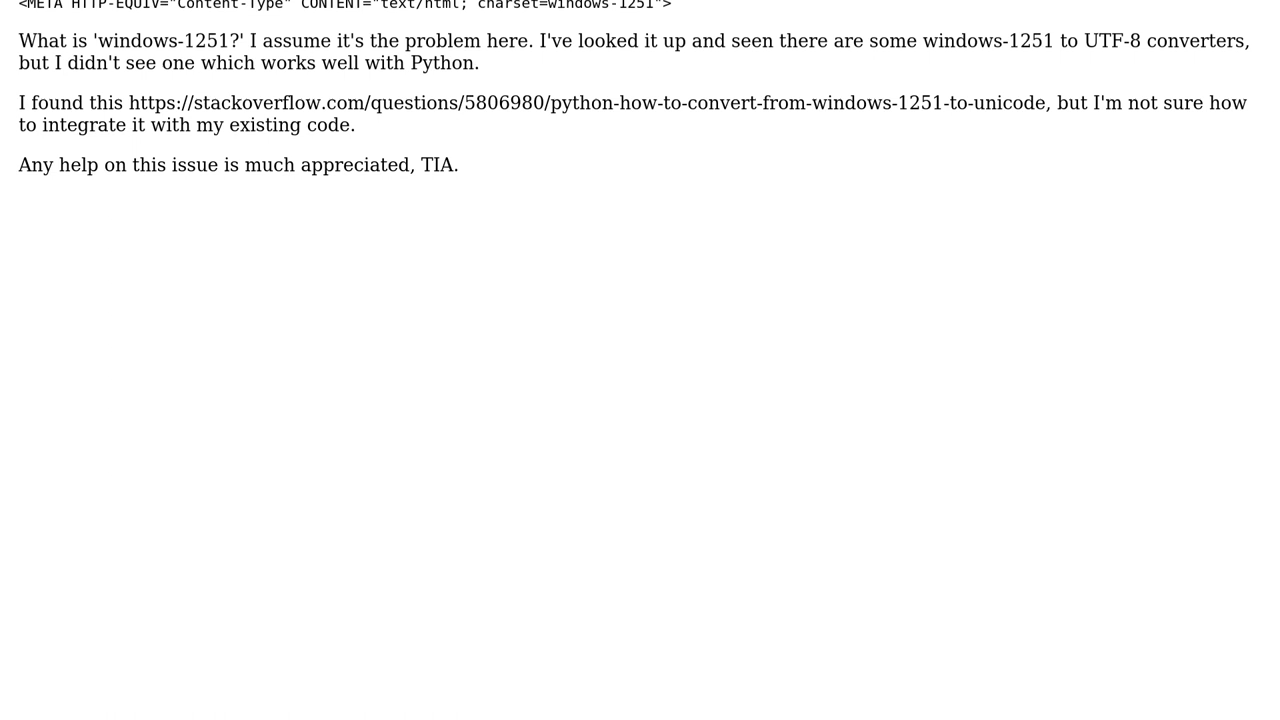 <META HTTP-EQUIV="Content-Type" CONTENT="text/html; charset=windows-1251">
What is 'windows-1251?' I assume it's the problem here. I've looked it up and seen there are some windows-1251 to UTF-8 converters,
but I didn't see one which works well with Python.
I found this https://stackoverflow.com/questions/5806980/python-how-to-convert-from-windows-1251-to-unicode, but I'm not sure how
to integrate it with my existing code.
Any help on this issue is much appreciated, TIA.